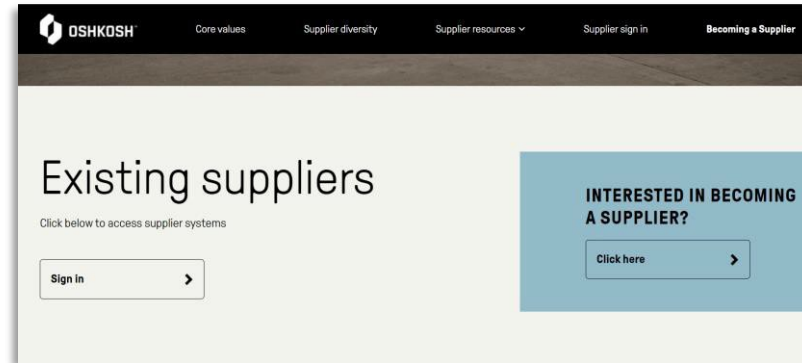 OSHKOSH Core values Supplier diversity Supplier resources Supplier sign in Becoming a Supplier
Existing suppliers
Click below to access supplier systems
Sign in
INTERESTED IN BECOMING
A SUPPLIER?
Click here